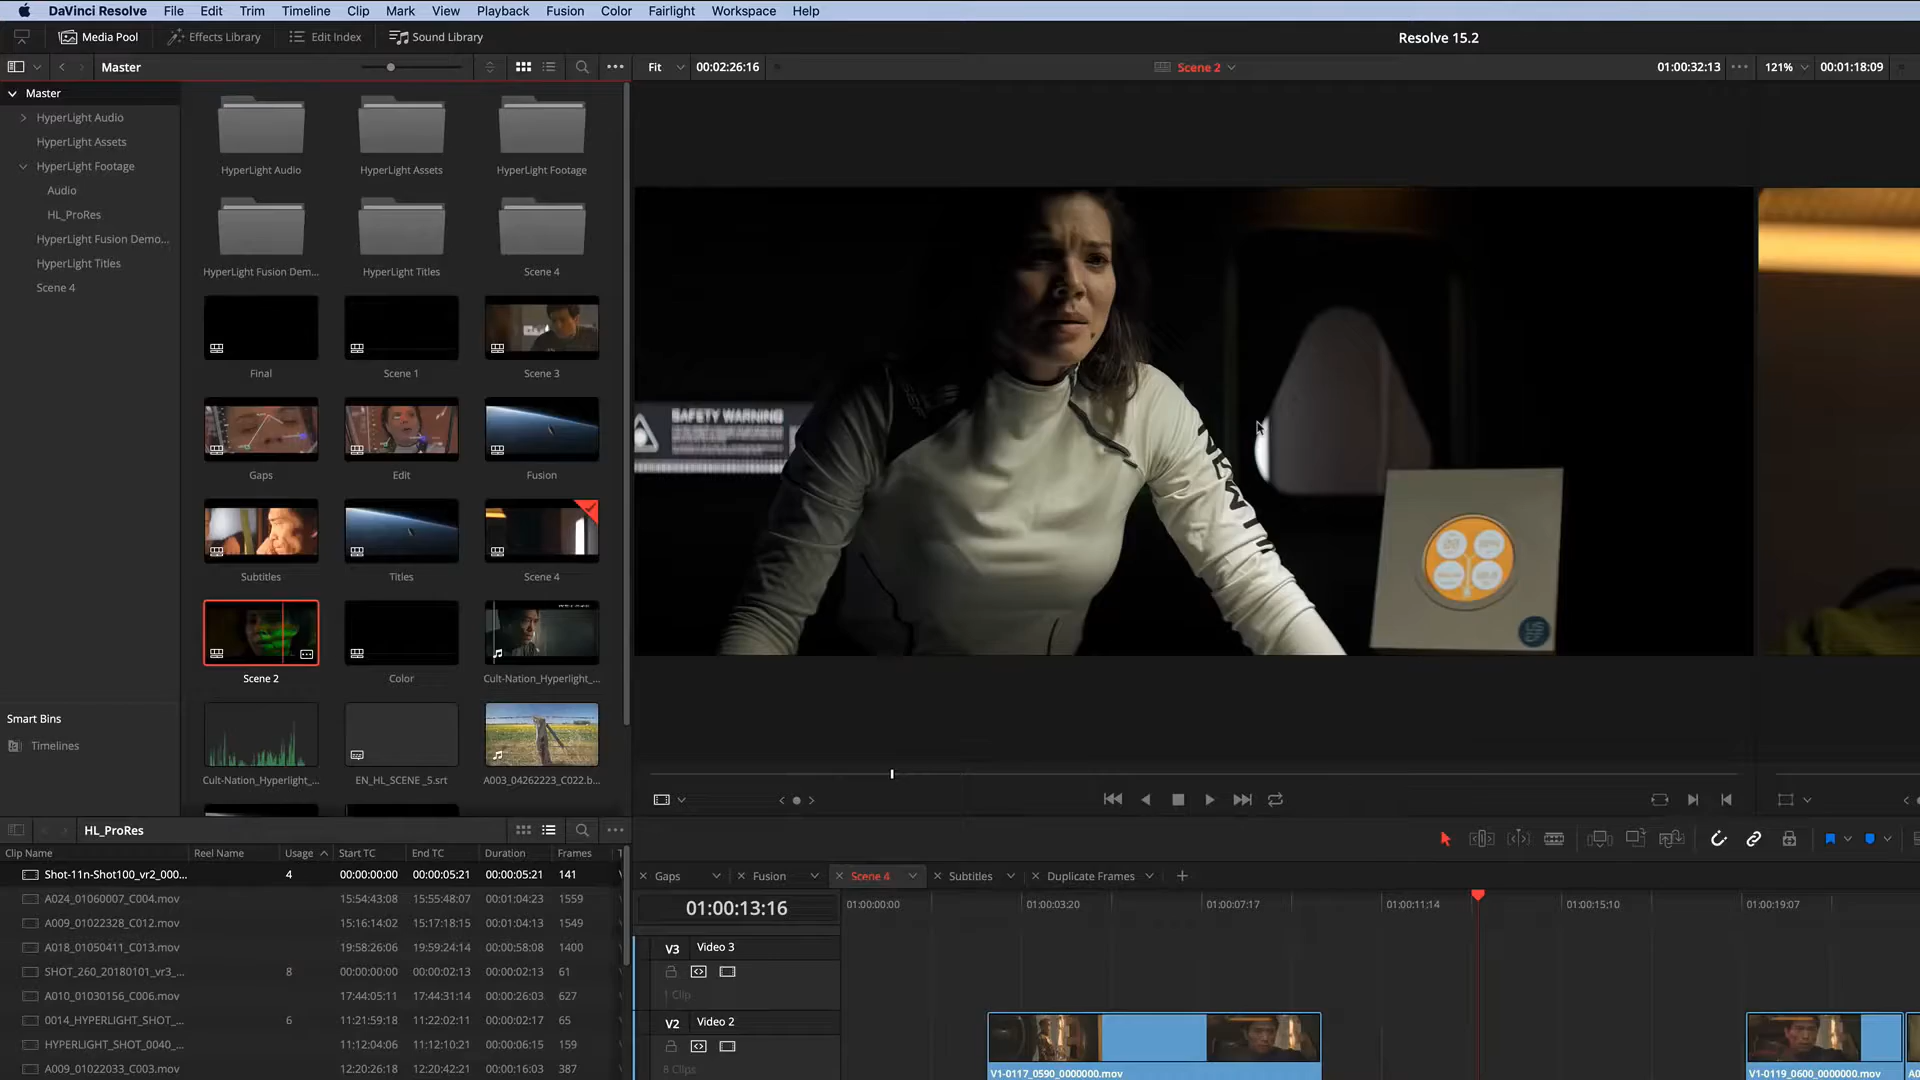 DaVinci Resolve File Edit Trim Timeline Clip Mark View Playback Fusion Color Fairlight Workspace Help
Media Pool Effects Library Edit Index Sound Library Resolve 15.2
Master Fit 00:02:26:16 Scene 2 01:00:32:13 121% 00:01:18:09
Master
HyperLight Audio
HyperLight Assets
HyperLight Footage
Audio
HL_ProRes
HyperLight Fusion Demo...
HyperLight Titles
Scene 4
HyperLight Audio HyperLight Assets HyperLight Footage
HyperLight Fusion Dem... HyperLight Titles Scene 4
Final Scene 1 Scene 3
Gaps Edit Fusion
Subtitles Titles Scene 4
Scene 2 Color Cult-Nation_Hyperlight_...
Cult-Nation_Hyperlight_... EN_HL_SCENE_5.srt A003_04262223_C022.b...
Smart Bins
Timelines
SAFETY WARNING
US
CF
HL_ProRes
Clip Name Reel Name Usage Start TC End TC Duration Frames
Shot-11n-Shot100_vr2_000... 4 00:00:00:00 00:00:05:21 00:00:05:21 141
A024_01060007_C004.mov 15:54:43:08 15:55:48:07 00:01:04:23 1559
A009_01022328_C012.mov 15:16:14:02 15:17:18:15 00:01:04:13 1549
A018_01050411_C013.mov 19:58:26:06 19:59:24:14 00:00:58:08 1400
SHOT_260_20180101_vr3_... 8 00:00:00:00 00:00:02:13 00:00:02:13 61
A010_01030156_C006.mov 17:44:05:11 17:44:31:14 00:00:26:03 627
0014_HYPERLIGHT_SHOT_... 6 11:21:59:18 11:22:02:11 00:00:02:17 65
HYPERLIGHT_SHOT_0040_... 11:12:04:06 11:12:10:21 00:00:06:15 159
A009_01022033_C003.mov 12:20:26:18 12:20:42:21 00:00:16:03 387
Gaps Fusion Scene 4 Subtitles Duplicate Frames
01:00:13:16 01:00:00:00 01:00:03:20 01:00:07:17 01:00:11:14 01:00:15:10 01:00:19:07
V3 Video 3
1 Clip
V2 Video 2
8 Clips
V1-0117_0590_0000000.mov V1-0119_0600_0000000.mov